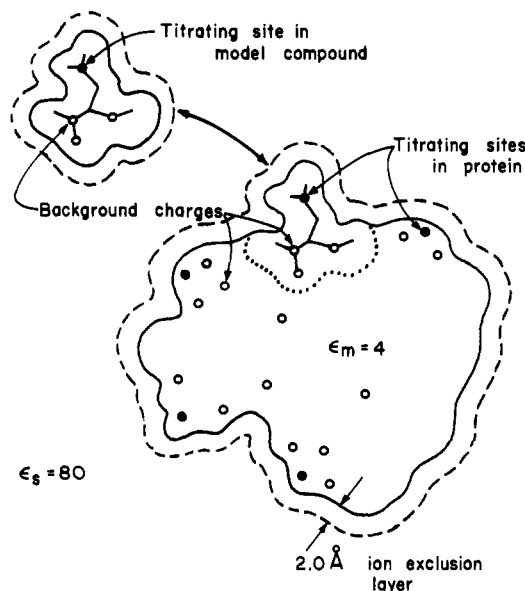 Titrating site in
model compound
Titrating sites
in protein
Background charges
ϵm = 4
ϵs = 80
2.0 Å ion exclusion
layer